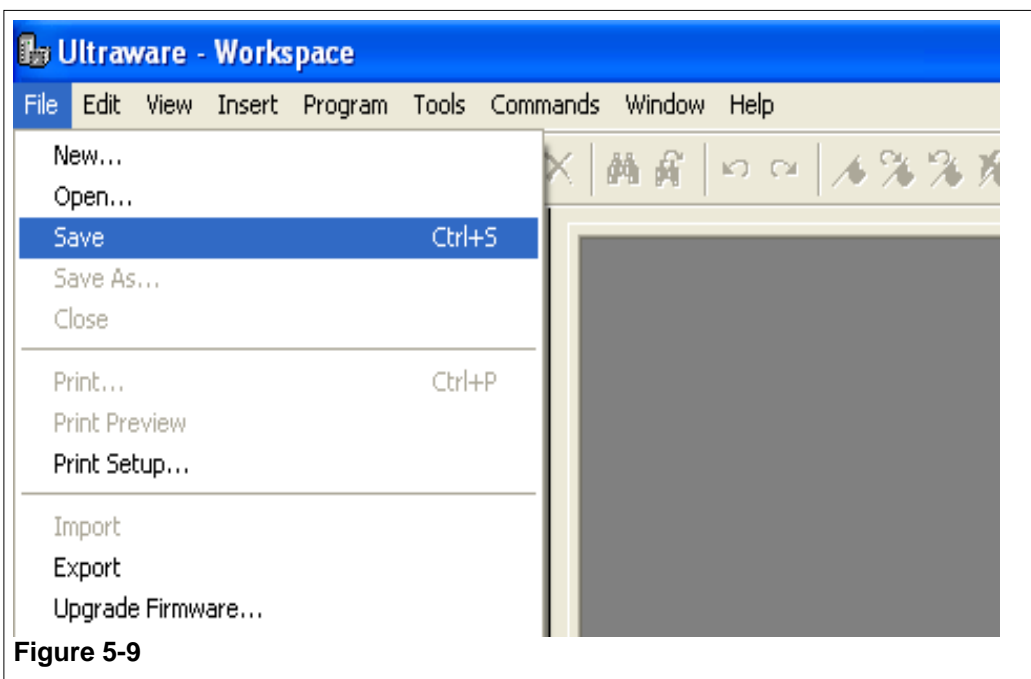 Ultraware - Workspace
File Edit View Insert Program Tools Commands Window Help
New...
Open...
Save Ctrl+S
Save As...
Close
Print... Ctrl+P
Print Preview
Print Setup...
Import
Export
Upgrade Firmware...
Figure 5-9